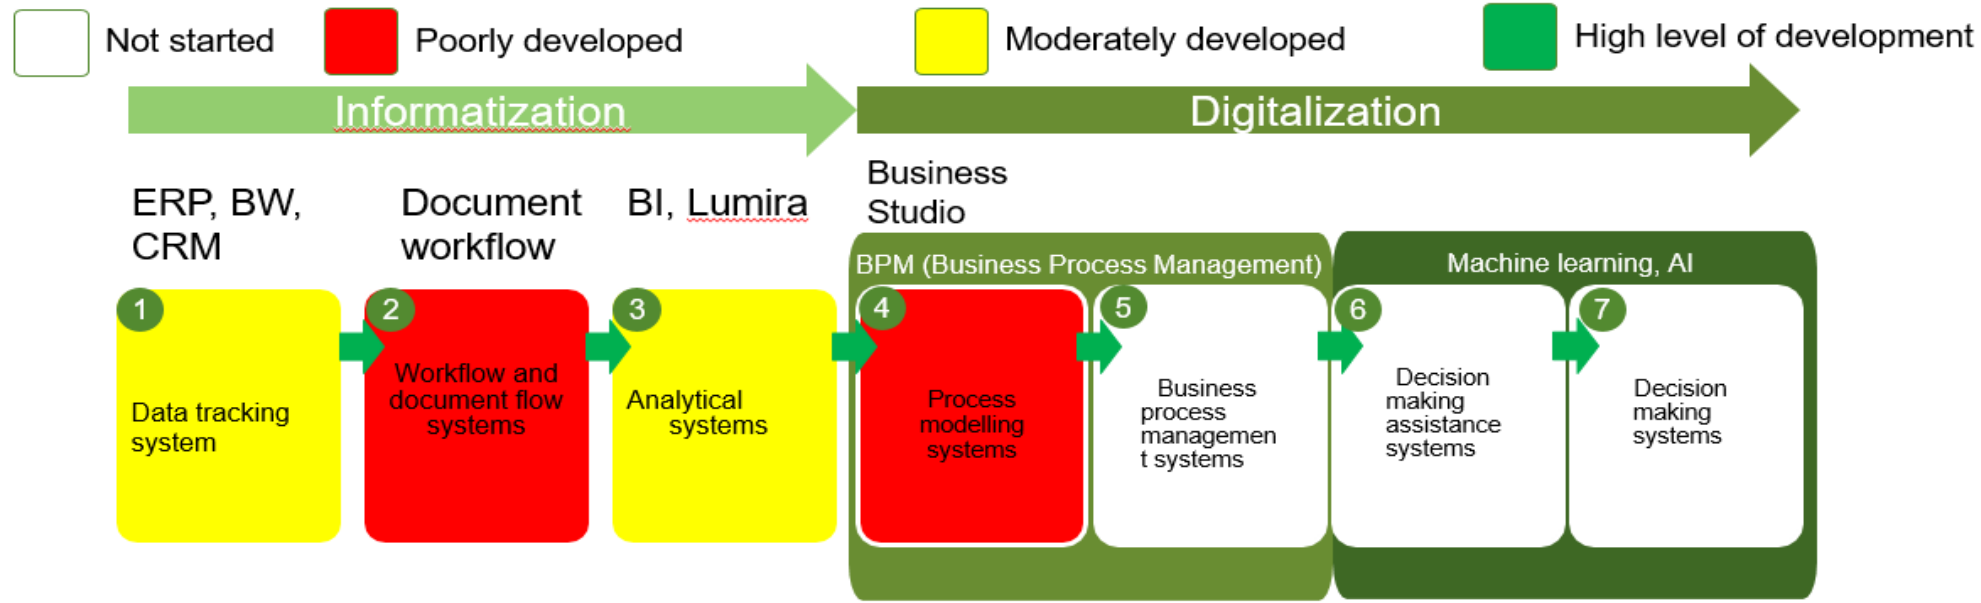 Not started
Poorly developed
Moderately developed
High level of development
Informatization
Digitalization
ERP, BW,
CRM
Document
workflow
BI, Lumira
Business
Studio
BPM (Business Process Management)
Machine learning, AI
1
Data tracking
system
2
Workflow and
document flow
systems
3
Analytical
systems
4
Process
modelling
systems
5
Business
process
managemen
t systems
6
Decision
making
assistance
systems
7
Decision
making
systems